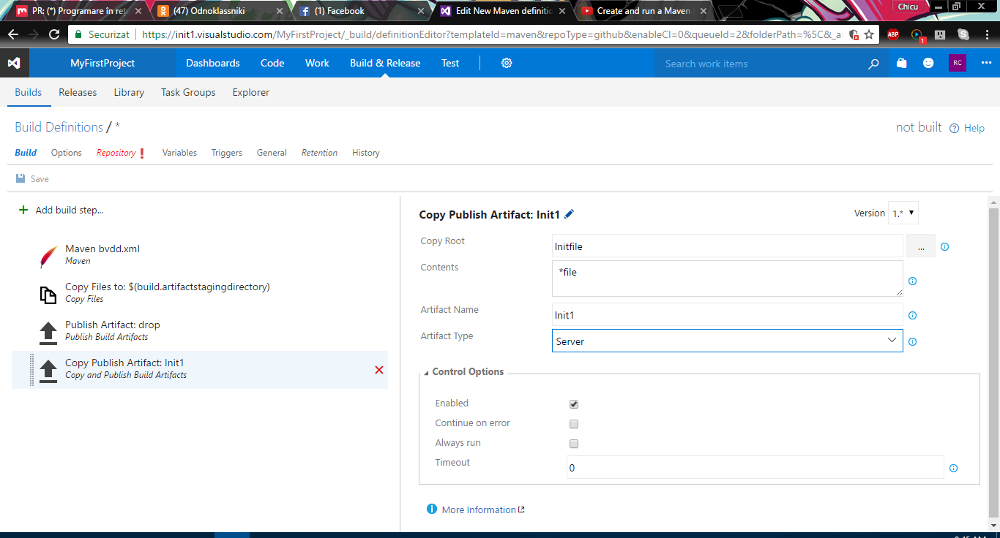 PR: (*) Programare în reț
(47) Odnoklassniki
(1) Facebook
Edit New Maven definitio
Create and run a Maven
Chicu
Securizat
https://init1.visualstudio.com/MyFirstProject/_build/definitionEditor?templateId=maven&repoType=github&enableCI=0&queueId=2&folderPath=%5C&_a
ABP
1
MyFirstProject
Dashboards
Code
Work
Build & Release
Test
Search work items
RC
Builds
Releases
Library
Task Groups
Explorer
Build Definitions / *
not built
Help
Build
Options
Repository
Variables
Triggers
General
Retention
History
Save
Add build step...
Maven bvdd.xml
Maven
Copy Files to: $(build.artifactstagingdirectory)
Copy Files
Publish Artifact: drop
Publish Build Artifacts
Copy Publish Artifact: Init1
Copy and Publish Build Artifacts
Copy Publish Artifact: Init1
Version
1.*
Copy Root
Initfile
...
Contents
*file
Artifact Name
Init1
Artifact Type
Server
Control Options
Enabled
Continue on error
Always run
Timeout
0
More Information